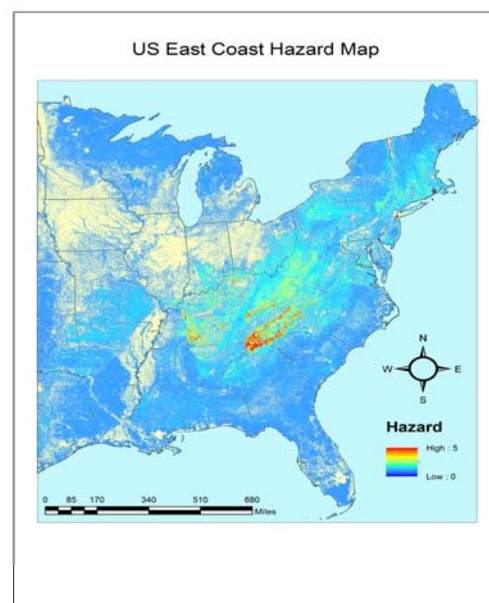 US East Coast Hazard Map
N
W E
S
Hazard
High : 5
Low : 0
0 85 170 340 510 680
Miles